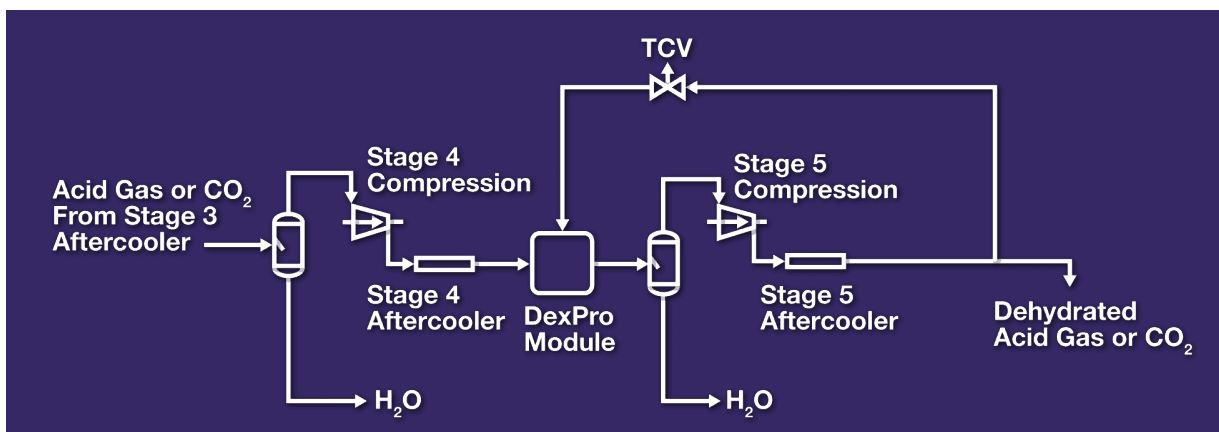 TCV
Stage 4
Compression
Stage 5
Compression
Acid Gas or CO₂
From Stage 3
Aftercooler
Stage 4
Aftercooler
DexPro
Module
Stage 5
Aftercooler
Dehydrated
Acid Gas or CO₂
H₂O
H₂O